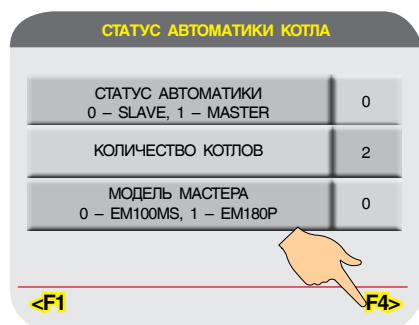 СТАТУС АВТОМАТИКИ КОТЛА
СТАТУС АВТОМАТИКИ
0 – SLAVE, 1 – MASTER
0
КОЛИЧЕСТВО КОТЛОВ
2
МОДЕЛЬ МАСТЕРА
0 – EM100MS, 1 – EM180P
0
<F1
F4>